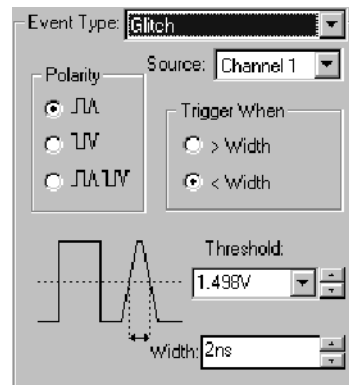 Event Type: Glitch
Source: Channel 1
Polarity
Trigger When
> Width
< Width
Threshold:
1.498V
Width: 2ns